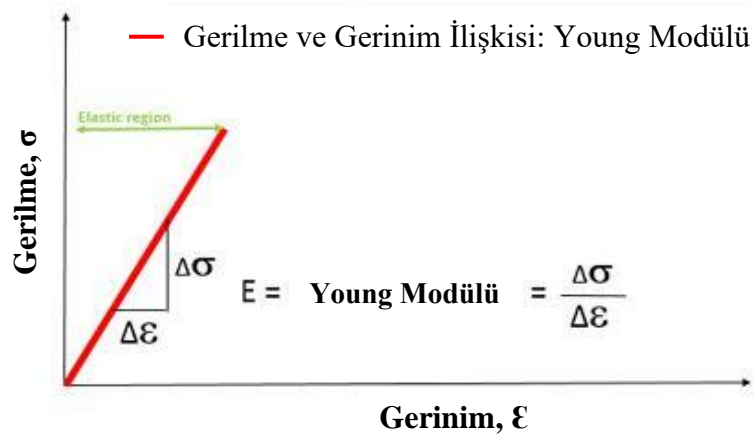 Gerilme ve Gerinim İlişkisi: Young Modülü
Elastic region
Gerilme, σ
Δσ
Δε
E = Young Modülü = Δσ
Δε
Gerinim, Ɛ